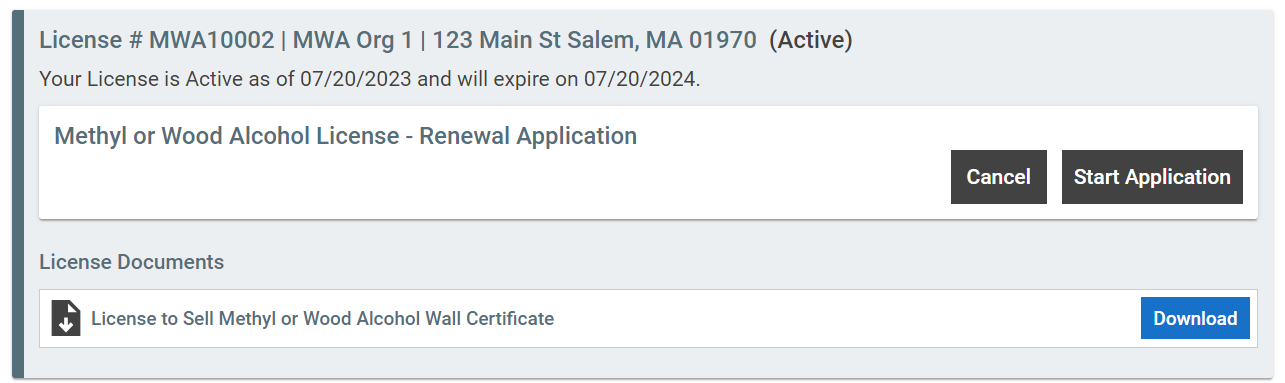 License # MWA10002 | MWA Org 1 | 123 Main St Salem, MA 01970 (Active)
Your License is Active as of 07/20/2023 and will expire on 07/20/2024.
Methyl or Wood Alcohol License - Renewal Application
Cancel Start Application
License Documents
License to Sell Methyl or Wood Alcohol Wall Certificate Download